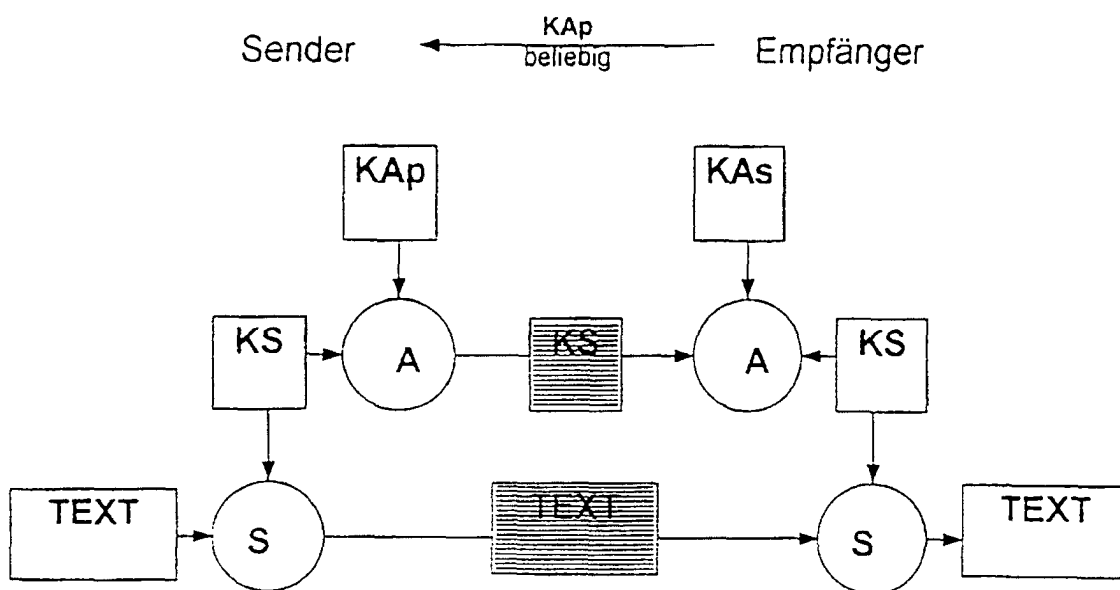 Sender KAp Empfänger
beliebig
KAp KAs
KS A KS A KS
TEXT S TEXT S TEXT